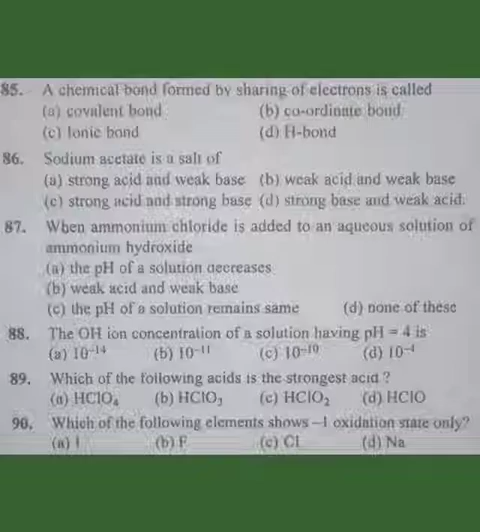 85. A chemical bond formed by sharing of electrons is called
(a) covalent bond (b) co-ordinate bond
(c) Ionic bond (d) H-bond
86. Sodium acetate is a salt of
(a) strong acid and weak base (b) weak acid and weak base
(c) strong acid and strong base (d) strong base and weak acid.
87. When ammonium chloride is added to an aqueous solution of
ammonium hydroxide
(a) the pH of a solution decreases
(b) weak acid and weak base
(c) the pH of a solution remains same (d) none of these
88. The OH ion concentration of a solution having pH = 4 is
(a) 10⁻¹⁴ (b) 10⁻¹¹ (c) 10⁻¹⁰ (d) 10⁻⁴
89. Which of the following acids is the strongest acid ?
(a) HClO₄ (b) HClO₃ (c) HClO₂ (d) HClO
90. Which of the following elements shows –1 oxidation state only?
(a) I (b) F (c) Cl (d) Na